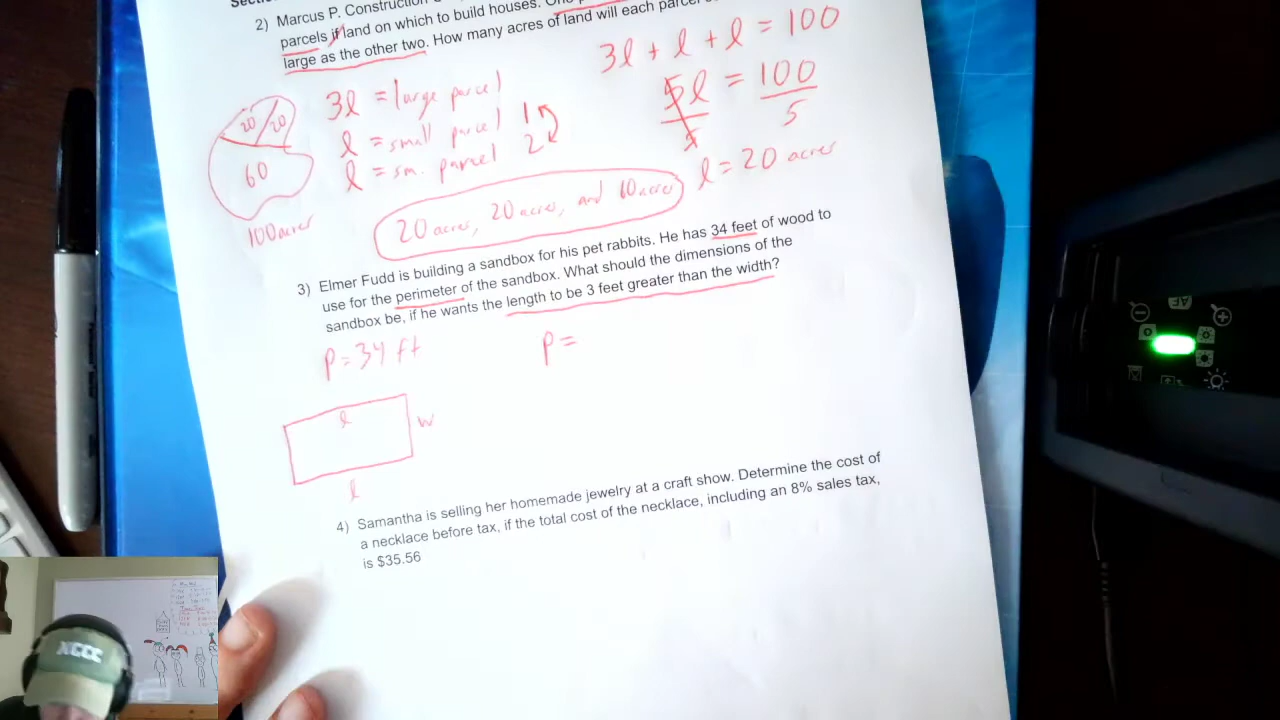 2) Marcus P. Construction
parcels if land on which to build houses. One
large as the other two. How many acres of land will each parcel
3l + l + l = 100
5l = 100
5 5
l = 20 acres
3l = large parcel
l = small parcel 1
l = sm. parcel 2
20 20
60
100 acres
20 acres, 20 acres, and 60 acres
3) Elmer Fudd is building a sandbox for his pet rabbits. He has 34 feet of wood to
use for the perimeter of the sandbox. What should the dimensions of the
sandbox be, if he wants the length to be 3 feet greater than the width?
P = 34 ft
P =
l
w
l
4) Samantha is selling her homemade jewelry at a craft show. Determine the cost of
a necklace before tax, if the total cost of the necklace, including an 8% sales tax,
is $35.56
AF
XCCC